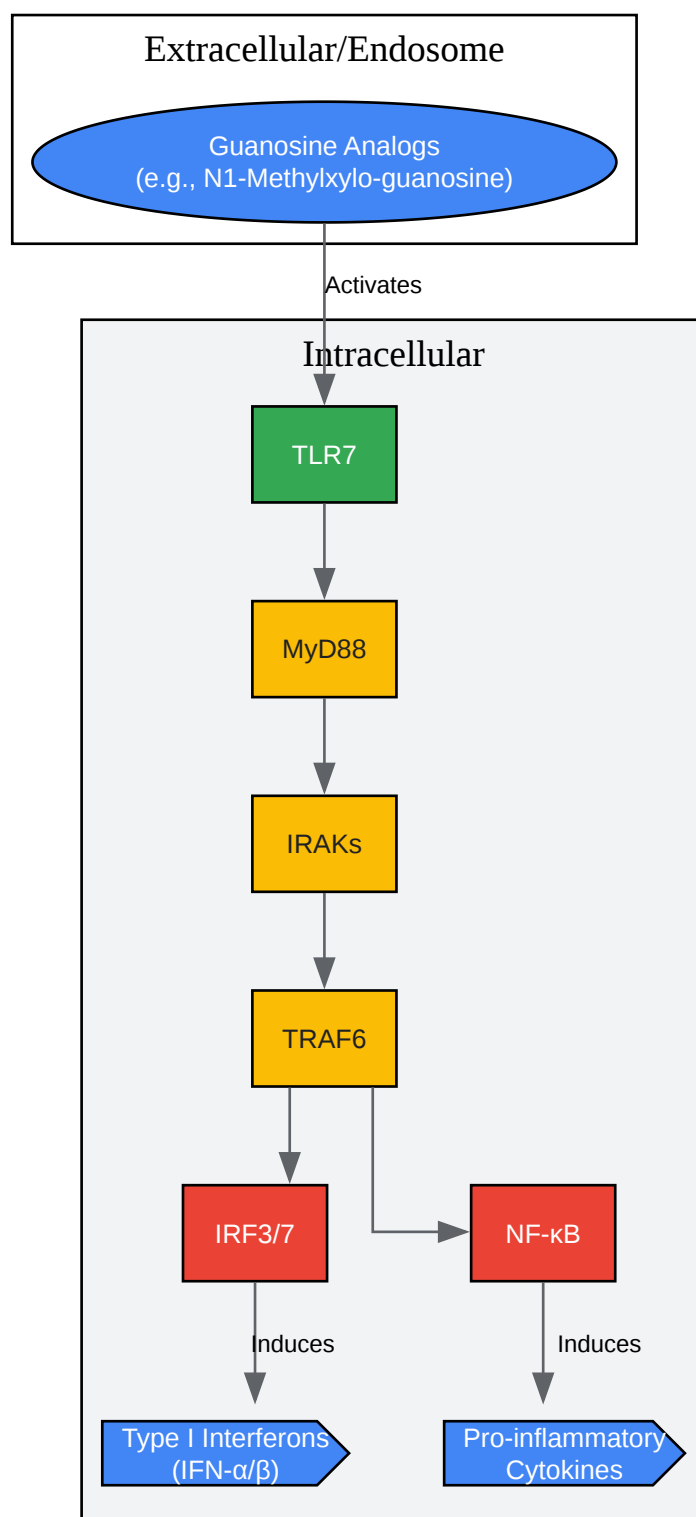 Extracellular/Endosome
Guanosine Analogs
(e.g., N1-Methylxylo-guanosine)
Activates
Intracellular
TLR7
MyD88
IRAKs
TRAF6
IRF3/7
NF-κB
Induces
Induces
Type I Interferons
(IFN-α/β)
Pro-inflammatory
Cytokines